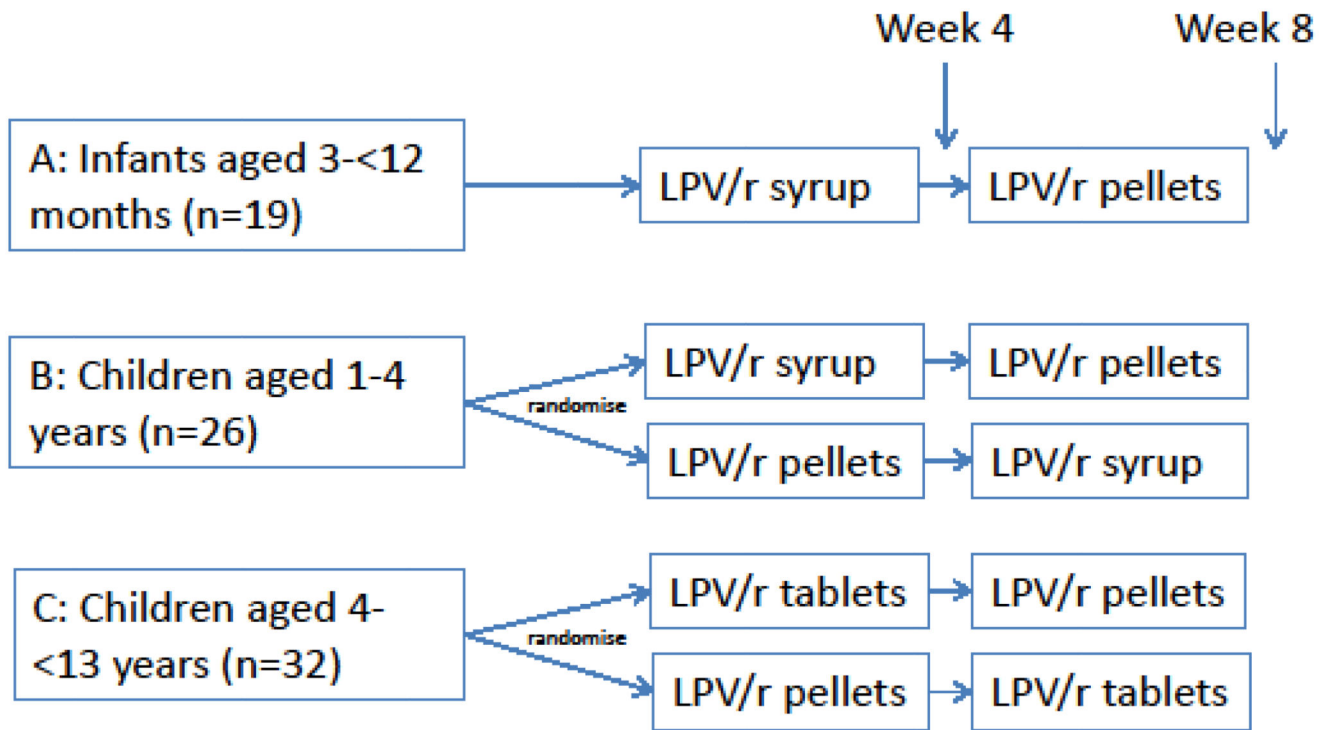 Week 4
Week 8
A: Infants aged 3-<12
months (n=19)
LPV/r syrup
LPV/r pellets
B: Children aged 1-4
years (n=26)
randomise
LPV/r syrup
LPV/r pellets
LPV/r pellets
LPV/r syrup
C: Children aged 4-
<13 years (n=32)
randomise
LPV/r tablets
LPV/r pellets
LPV/r pellets
LPV/r tablets